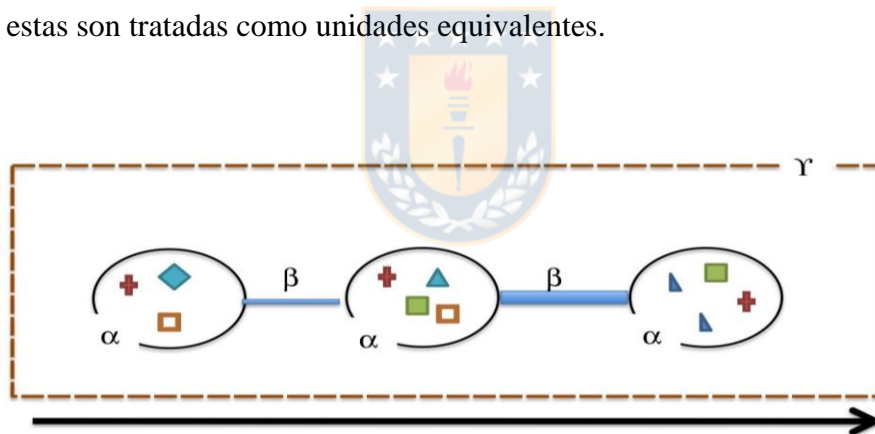 estas son tratadas como unidades equivalentes.
ϒ
β β
α α α